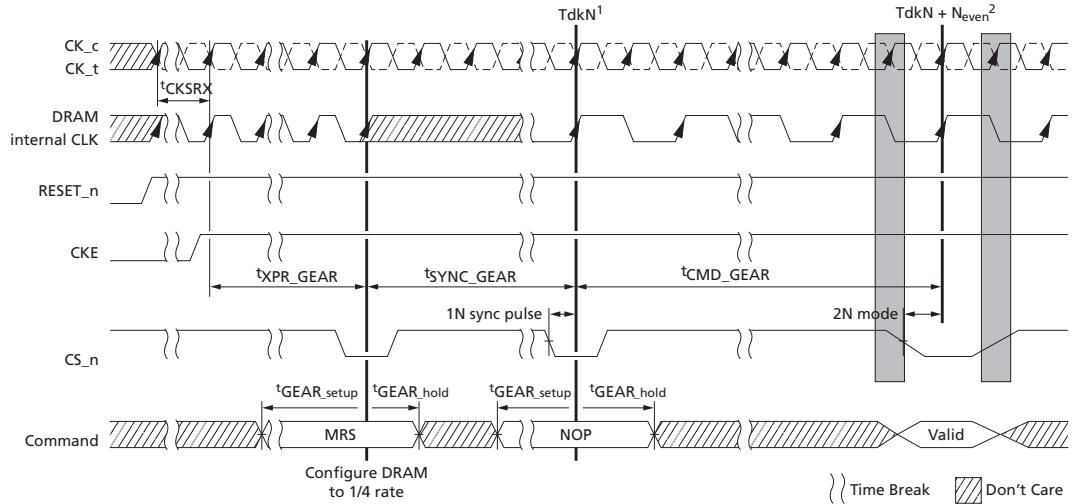 TdkN1
TdkN + Neven2
CK_c
CK_t
tCKSRX
DRAM
internal CLK
RESET_n
CKE
tXPR_GEAR
tSYNC_GEAR
tCMD_GEAR
1N sync pulse
2N mode
CS_n
tGEAR_setup
tGEAR_hold
tGEAR_setup
tGEAR_hold
Command
MRS
NOP
Valid
Configure DRAM
to 1/4 rate
Time Break
Don't Care